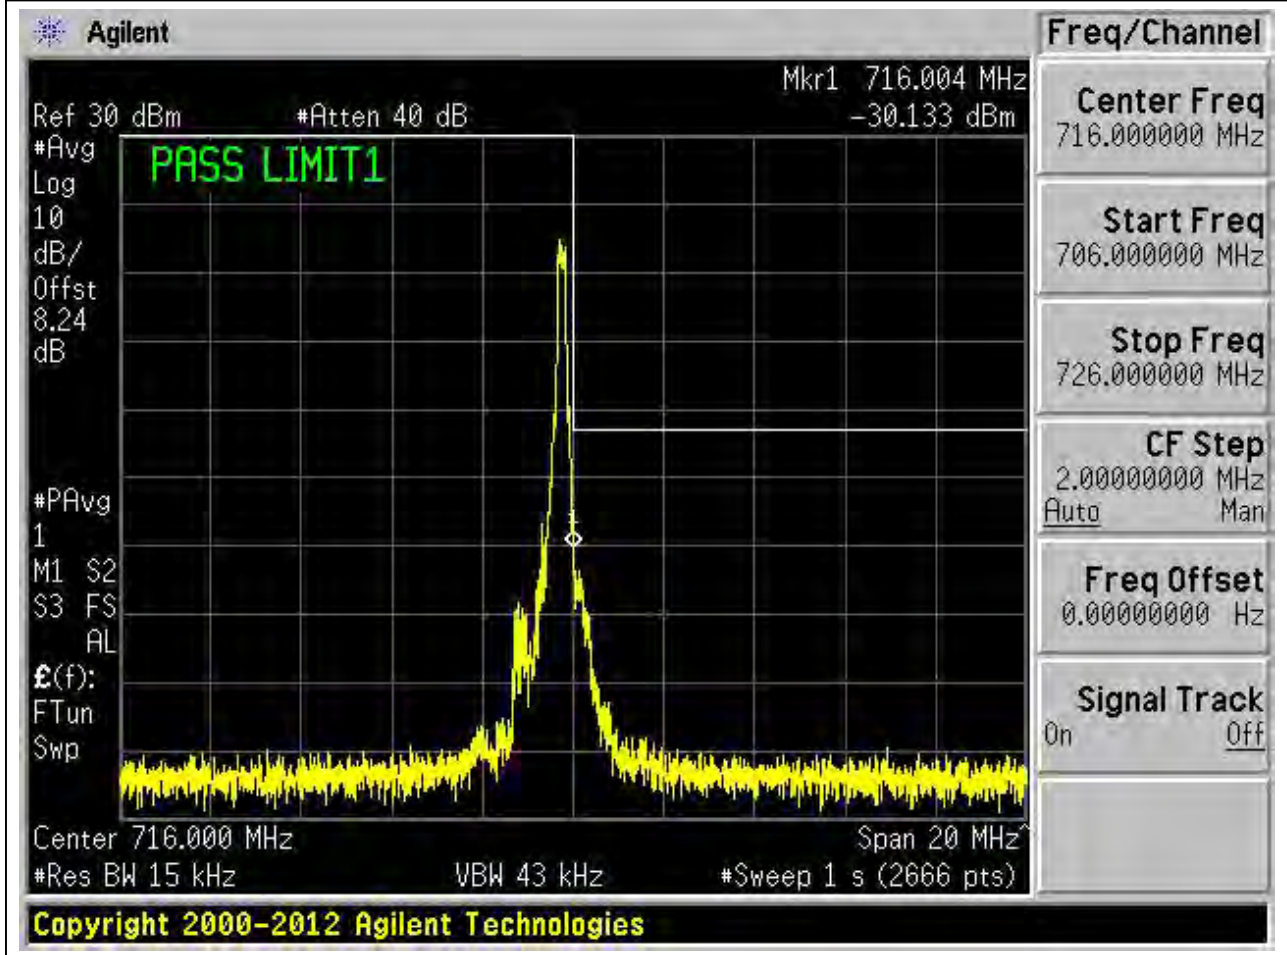 Agilent
Freq/Channel
Mkr1 716.004 MHz
Ref 30 dBm #Atten 40 dB -30.133 dBm
#Avg
Log
10
dB/
Offst
8.24
dB
PASS LIMIT1
1
#PAvg
1
M1 S2
S3 FS
AL
£(f):
FTun
Swp
Center 716.000 MHz Span 20 MHz^
#Res BW 15 kHz VBW 43 kHz #Sweep 1 s (2666 pts)
Copyright 2000-2012 Agilent Technologies
Center Freq
716.000000 MHz
Start Freq
706.000000 MHz
Stop Freq
726.000000 MHz
CF Step
2.00000000 MHz
Auto Man
Freq Offset
0.00000000 Hz
Signal Track
On Off